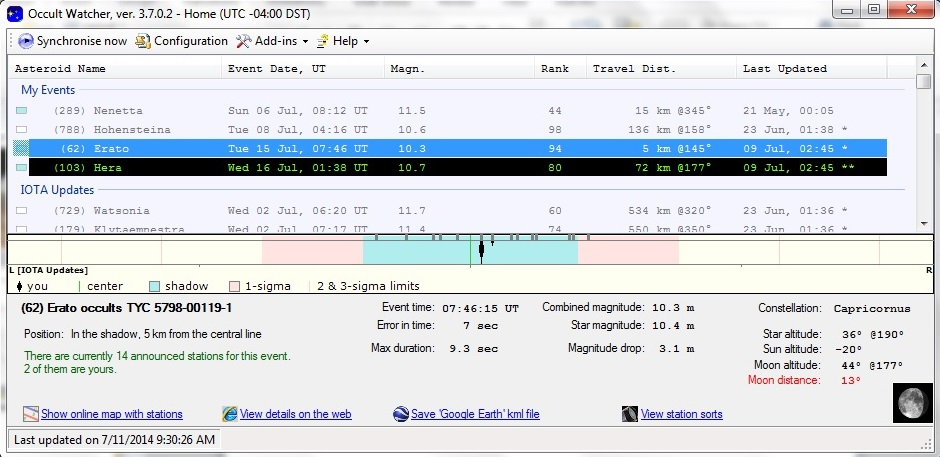 Occult Watcher, ver. 3.7.0.2 - Home (UTC -04:00 DST)
Synchronise now Configuration Add-ins Help
Asteroid Name Event Date, UT Magn. Rank Travel Dist. Last Updated
My Events
(289) Nenetta Sun 06 Jul, 08:12 UT 11.5 44 15 km @345° 21 May, 00:05
(788) Hohensteina Tue 08 Jul, 04:16 UT 10.6 98 136 km @158° 23 Jun, 01:38 *
(62) Erato Tue 15 Jul, 07:46 UT 10.3 94 5 km @145° 09 Jul, 02:45 *
(103) Hera Wed 16 Jul, 01:38 UT 10.7 80 72 km @177° 09 Jul, 02:45 **
IOTA Updates
(729) Watsonia Wed 02 Jul, 06:20 UT 11.7 60 534 km @320° 23 Jun, 01:36 *
(179) Klytaemnestra Wed 02 Jul, 07:17 UT 11.4 74 550 km @350° 23 Jun, 01:36 *
L [IOTA Updates] R
you center shadow 1-sigma 2 & 3-sigma limits
(62) Erato occults TYC 5798-00119-1
Position: In the shadow, 5 km from the central line
There are currently 14 announced stations for this event.
2 of them are yours.
Event time: 07:46:15 UT
Error in time: 7 sec
Max duration: 9.3 sec
Combined magnitude: 10.3 m
Star magnitude: 10.4 m
Magnitude drop: 3.1 m
Constellation: Capricornus
Star altitude: 36° @190°
Sun altitude: -20°
Moon altitude: 44° @177°
Moon distance: 13°
Show online map with stations View details on the web Save 'Google Earth' kml file View station sorts
Last updated on 7/11/2014 9:30:26 AM